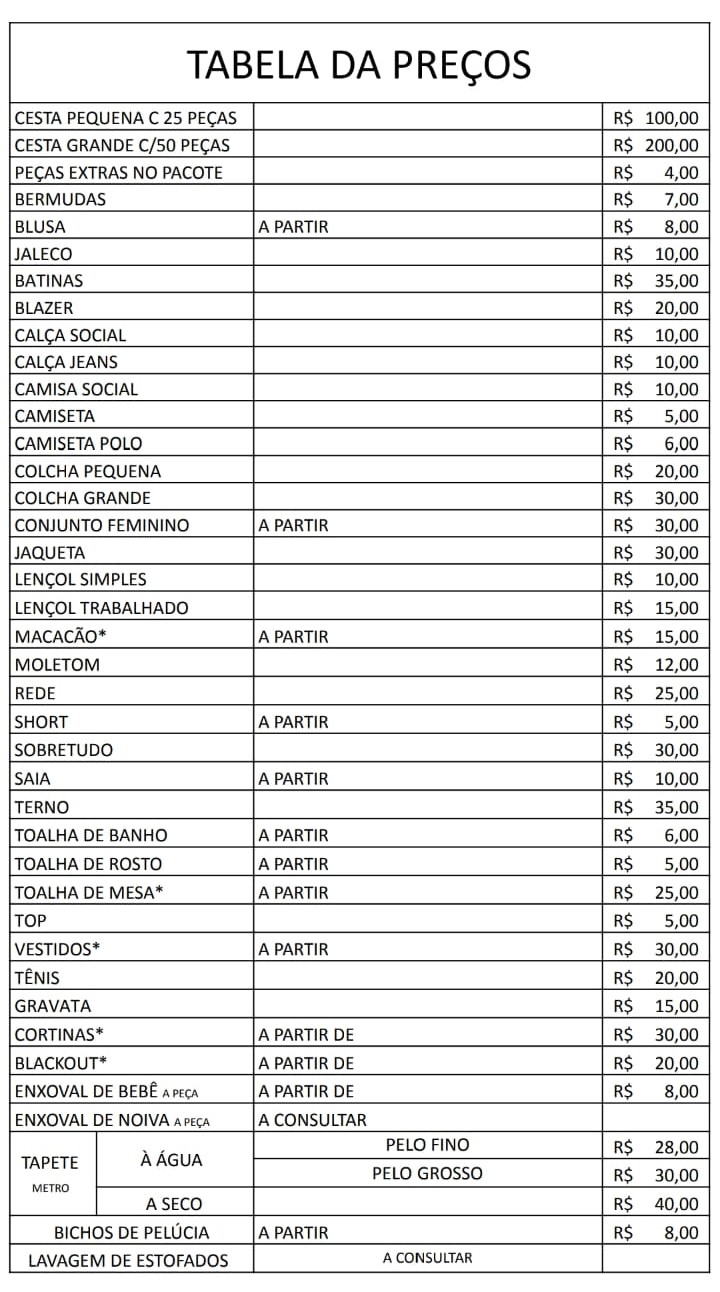 TABELA DA PREÇOS
CESTA PEQUENA C 25 PEÇAS R$ 100,00
CESTA GRANDE C/50 PEÇAS R$ 200,00
PEÇAS EXTRAS NO PACOTE R$ 4,00
BERMUDAS R$ 7,00
BLUSA A PARTIR R$ 8,00
JALECO R$ 10,00
BATINAS R$ 35,00
BLAZER R$ 20,00
CALÇA SOCIAL R$ 10,00
CALÇA JEANS R$ 10,00
CAMISA SOCIAL R$ 10,00
CAMISETA R$ 5,00
CAMISETA POLO R$ 6,00
COLCHA PEQUENA R$ 20,00
COLCHA GRANDE R$ 30,00
CONJUNTO FEMININO A PARTIR R$ 30,00
JAQUETA R$ 30,00
LENÇOL SIMPLES R$ 10,00
LENÇOL TRABALHADO R$ 15,00
MACACÃO* A PARTIR R$ 15,00
MOLETOM R$ 12,00
REDE R$ 25,00
SHORT A PARTIR R$ 5,00
SOBRETUDO R$ 30,00
SAIA A PARTIR R$ 10,00
TERNO R$ 35,00
TOALHA DE BANHO A PARTIR R$ 6,00
TOALHA DE ROSTO A PARTIR R$ 5,00
TOALHA DE MESA* A PARTIR R$ 25,00
TOP R$ 5,00
VESTIDOS* A PARTIR R$ 30,00
TÊNIS R$ 20,00
GRAVATA R$ 15,00
CORTINAS* A PARTIR DE R$ 30,00
BLACKOUT* A PARTIR DE R$ 20,00
ENXOVAL DE BEBÊ A PEÇA A PARTIR DE R$ 8,00
ENXOVAL DE NOIVA A PEÇA A CONSULTAR
TAPETE METRO À ÁGUA PELO FINO R$ 28,00
PELO GROSSO R$ 30,00
A SECO R$ 40,00
BICHOS DE PELÚCIA A PARTIR R$ 8,00
LAVAGEM DE ESTOFADOS A CONSULTAR